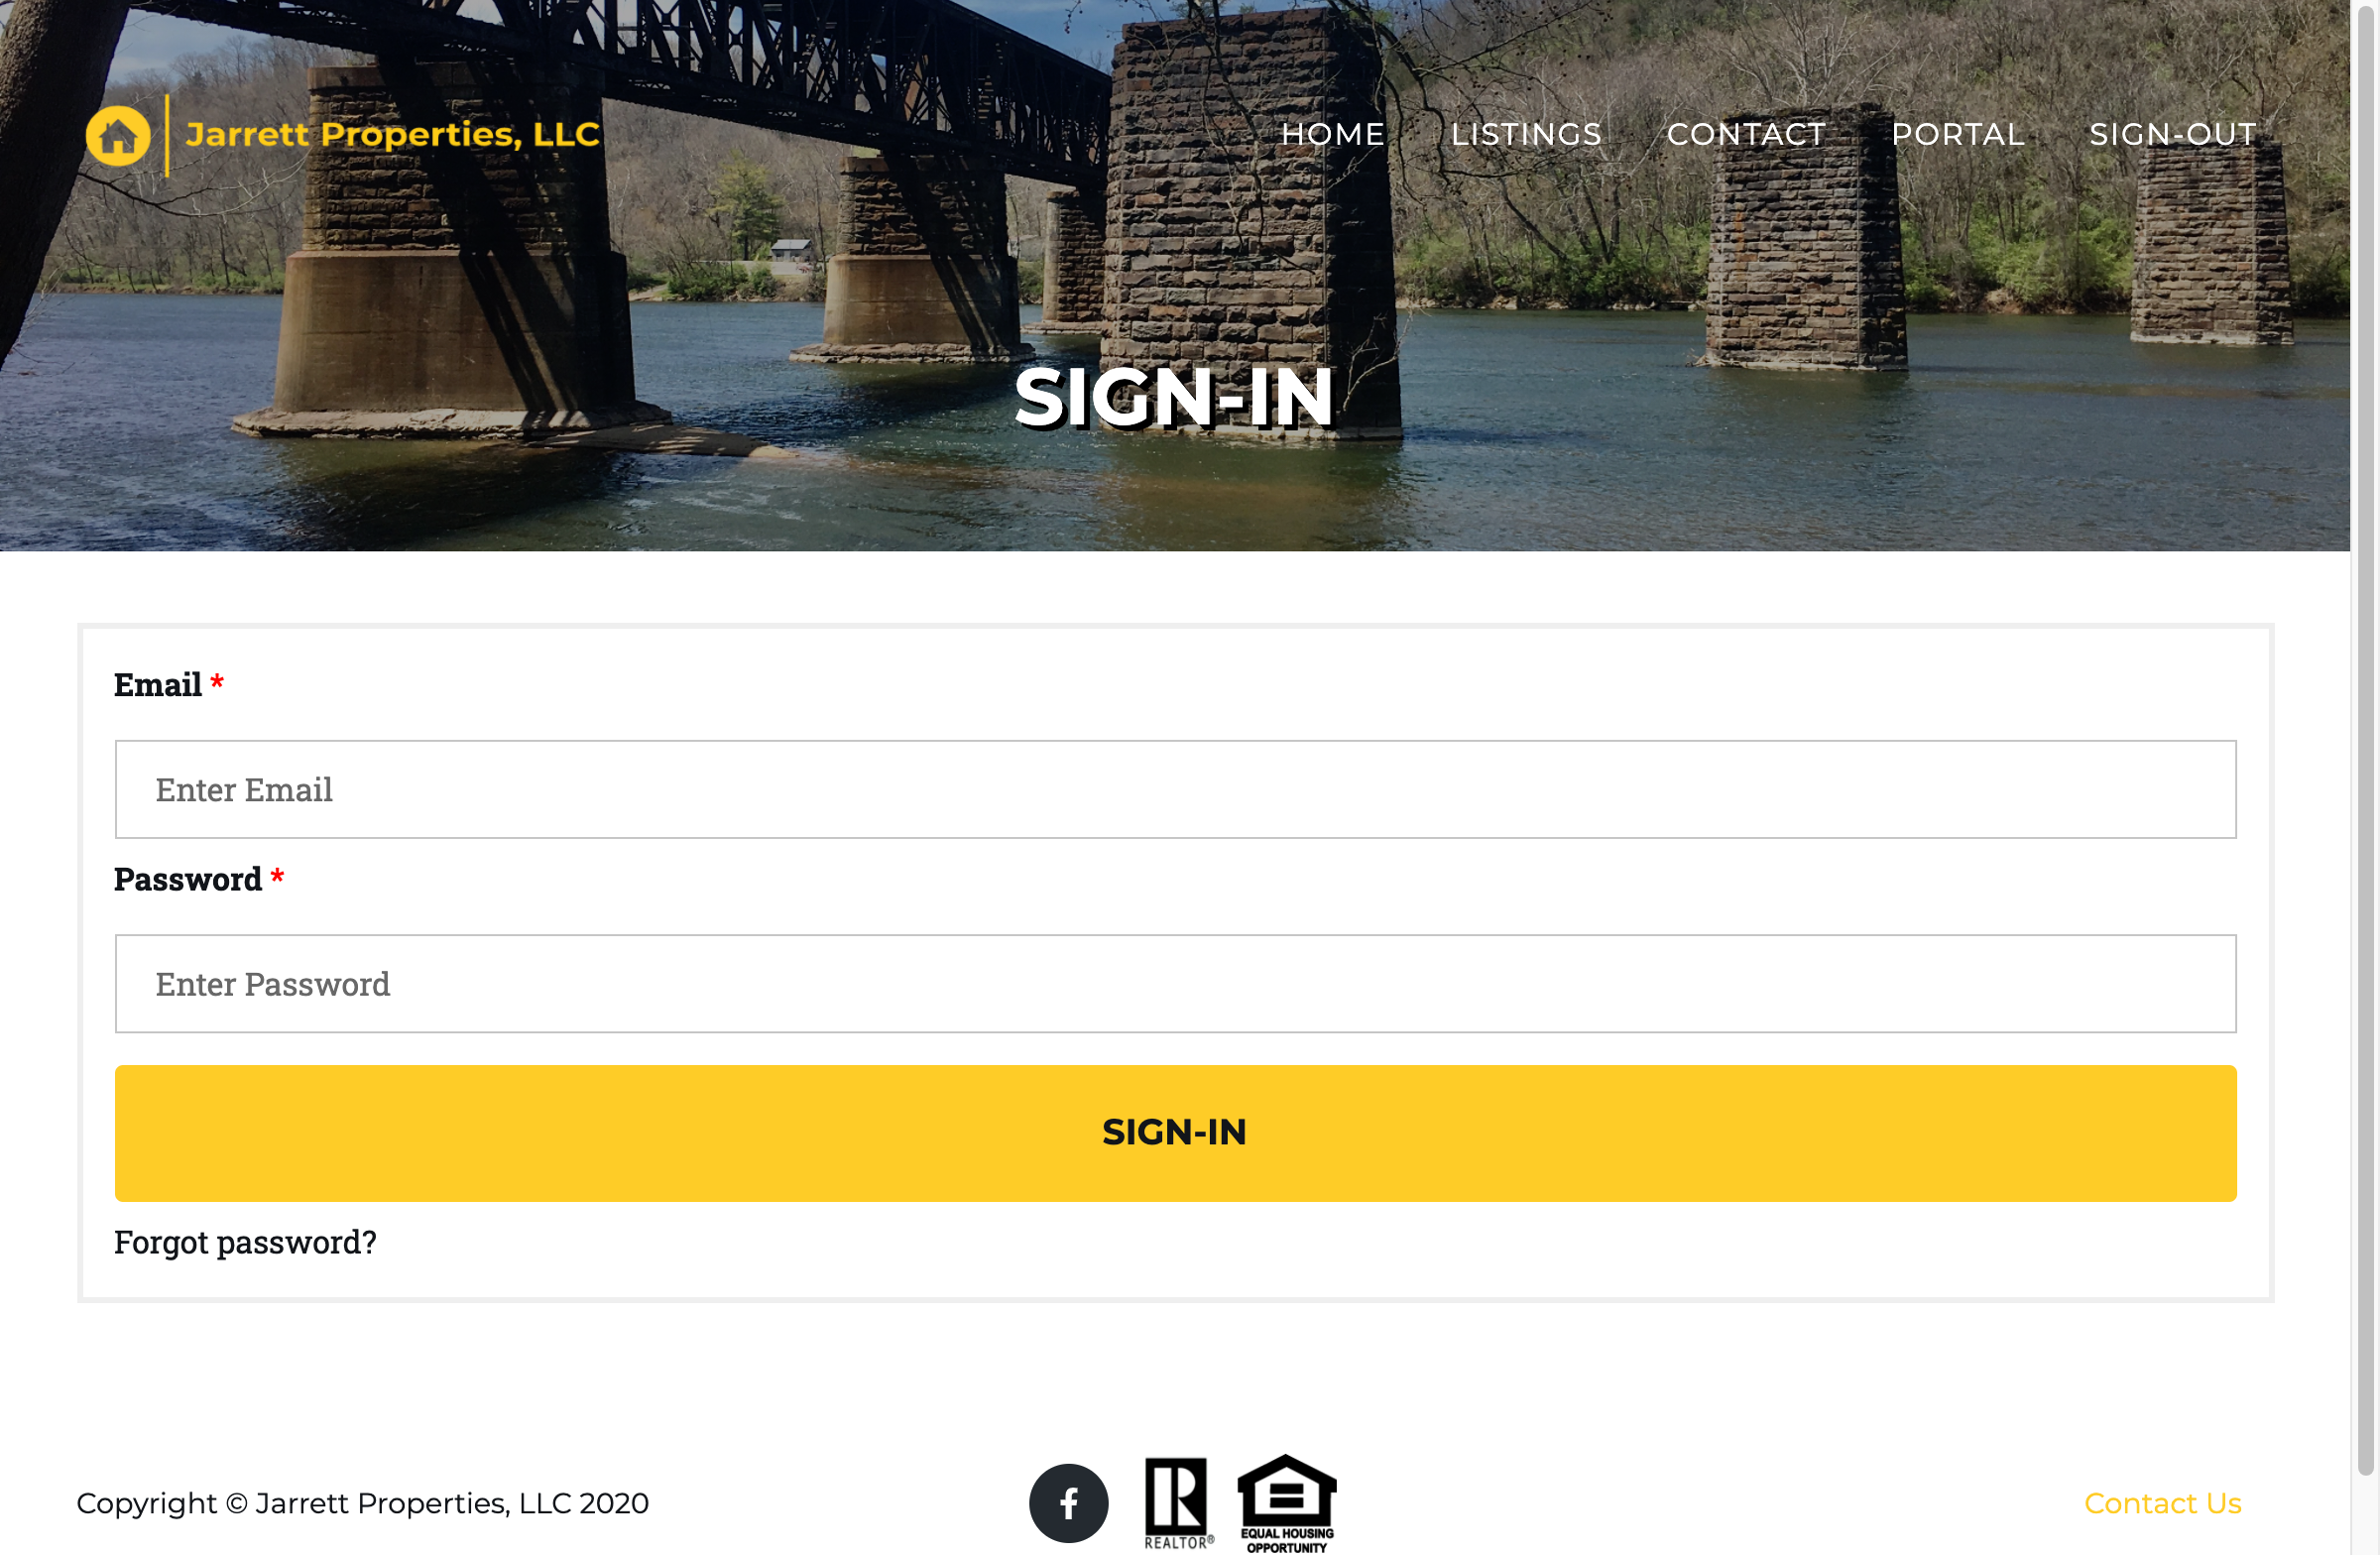 Jarrett Properties, LLC
HOME LISTINGS CONTACT PORTAL SIGN-OUT
SIGN-IN
Email *
Enter Email
Password *
Enter Password
SIGN-IN
Forgot password?
Copyright © Jarrett Properties, LLC 2020
REALTOR®
EQUAL HOUSING
OPPORTUNITY
Contact Us